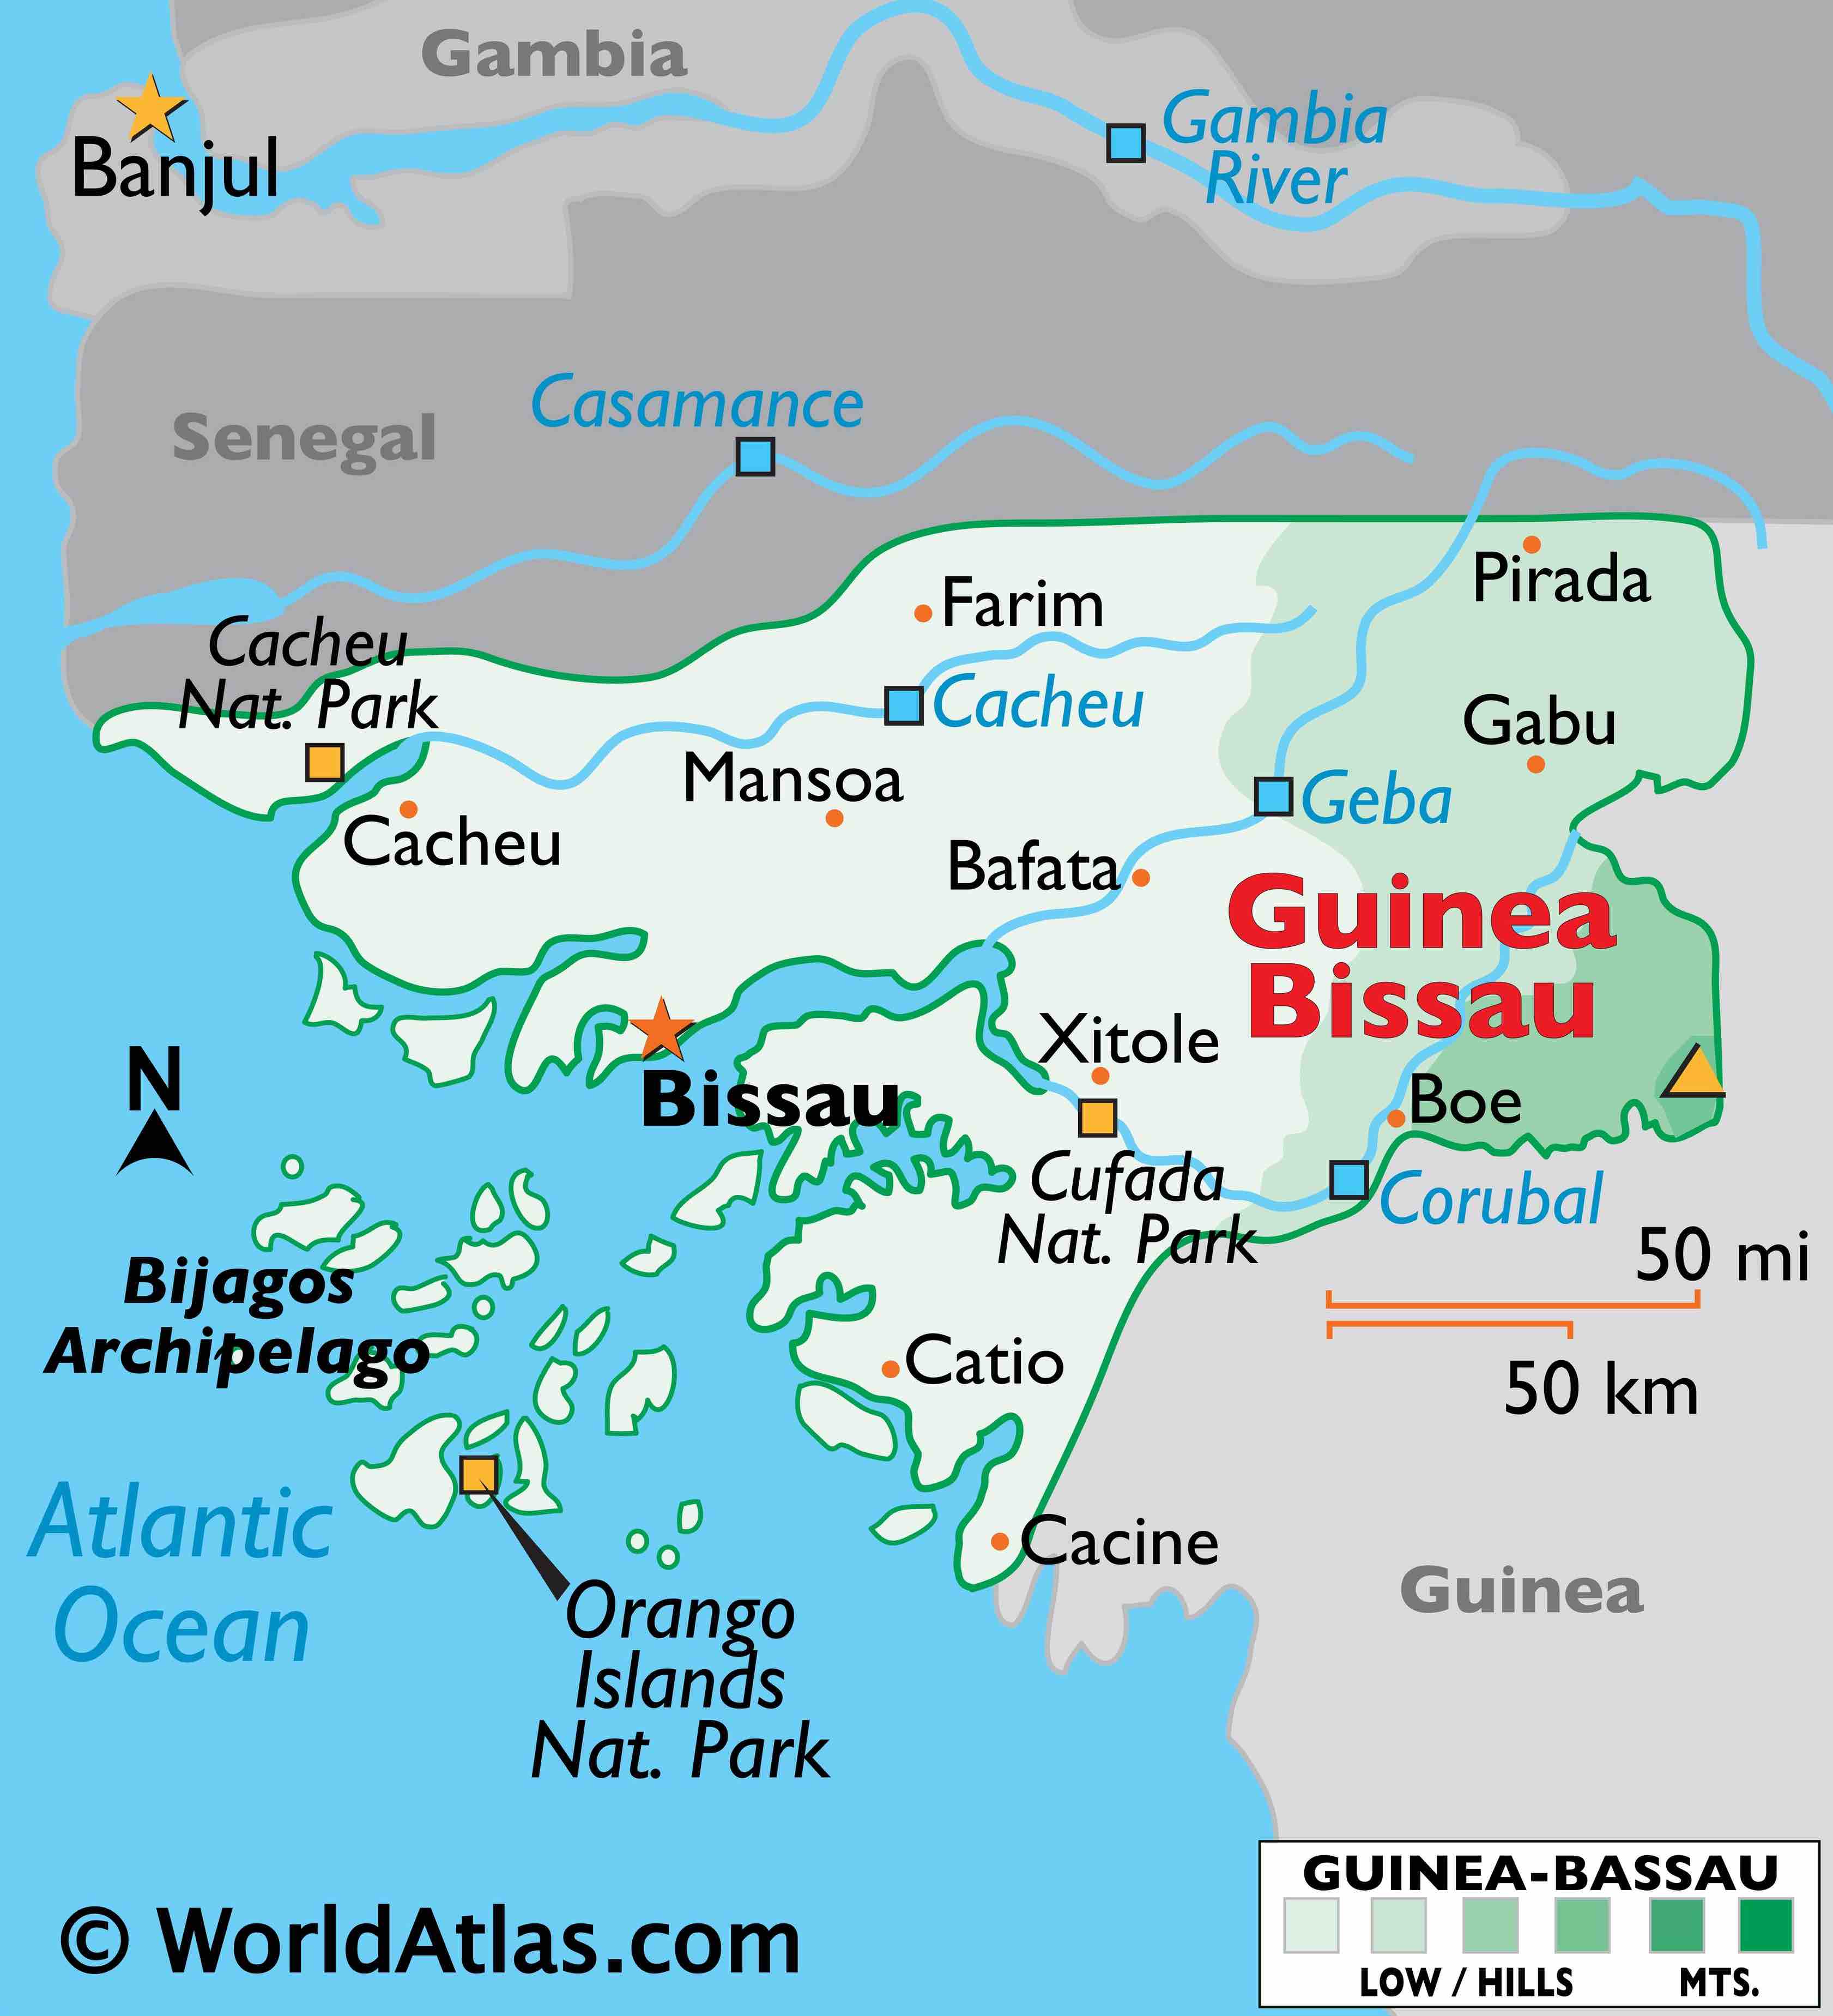 Gambia
Banjul
Gambia
River
Senegal
Casamance
Cacheu
Nat. Park
Farim
Pirada
Cacheu
Gabu
Mansoa
Cacheu
Geba
Bafata
Guinea
Bissau
Xitole
Bissau
Boe
N
Cufada
Nat. Park
Corubal
50 mi
50 km
Bijagos
Archipelago
Catio
Atlantic
Ocean
Cacine
Orango
Islands
Nat. Park
Guinea
© WorldAtlas.com
GUINEA-BASSAU
LOW / HILLS
MTS.